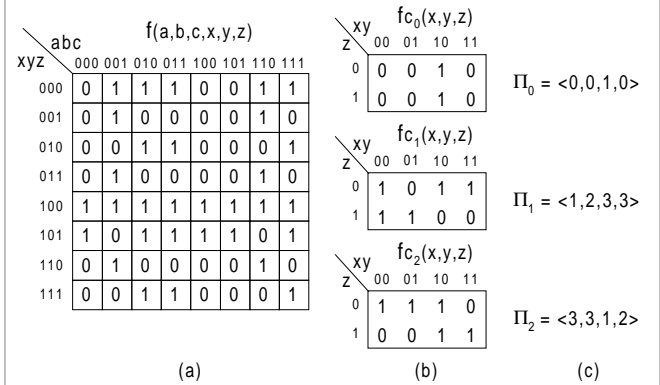 f(a,b,c,x,y,z)
abc
xyz
000 001 010 011 100 101 110 111
000 0 1 1 1 0 0 1 1
001 0 1 0 0 0 0 1 0
010 0 0 1 1 0 0 0 1
011 0 1 0 0 0 0 1 0
100 1 1 1 1 1 1 1 1
101 1 0 1 1 1 1 0 1
110 0 1 0 0 0 0 1 0
111 0 0 1 1 0 0 0 1
(a)
fc₀(x,y,z)
xy
z 00 01 10 11
0 0 0 1 0
1 0 0 1 0
fc₁(x,y,z)
xy
z 00 01 10 11
0 1 0 1 1
1 1 1 0 0
fc₂(x,y,z)
xy
z 00 01 10 11
0 1 1 1 0
1 0 0 1 1
(b)
Π₀ = <0,0,1,0>
Π₁ = <1,2,3,3>
Π₂ = <3,3,1,2>
(c)